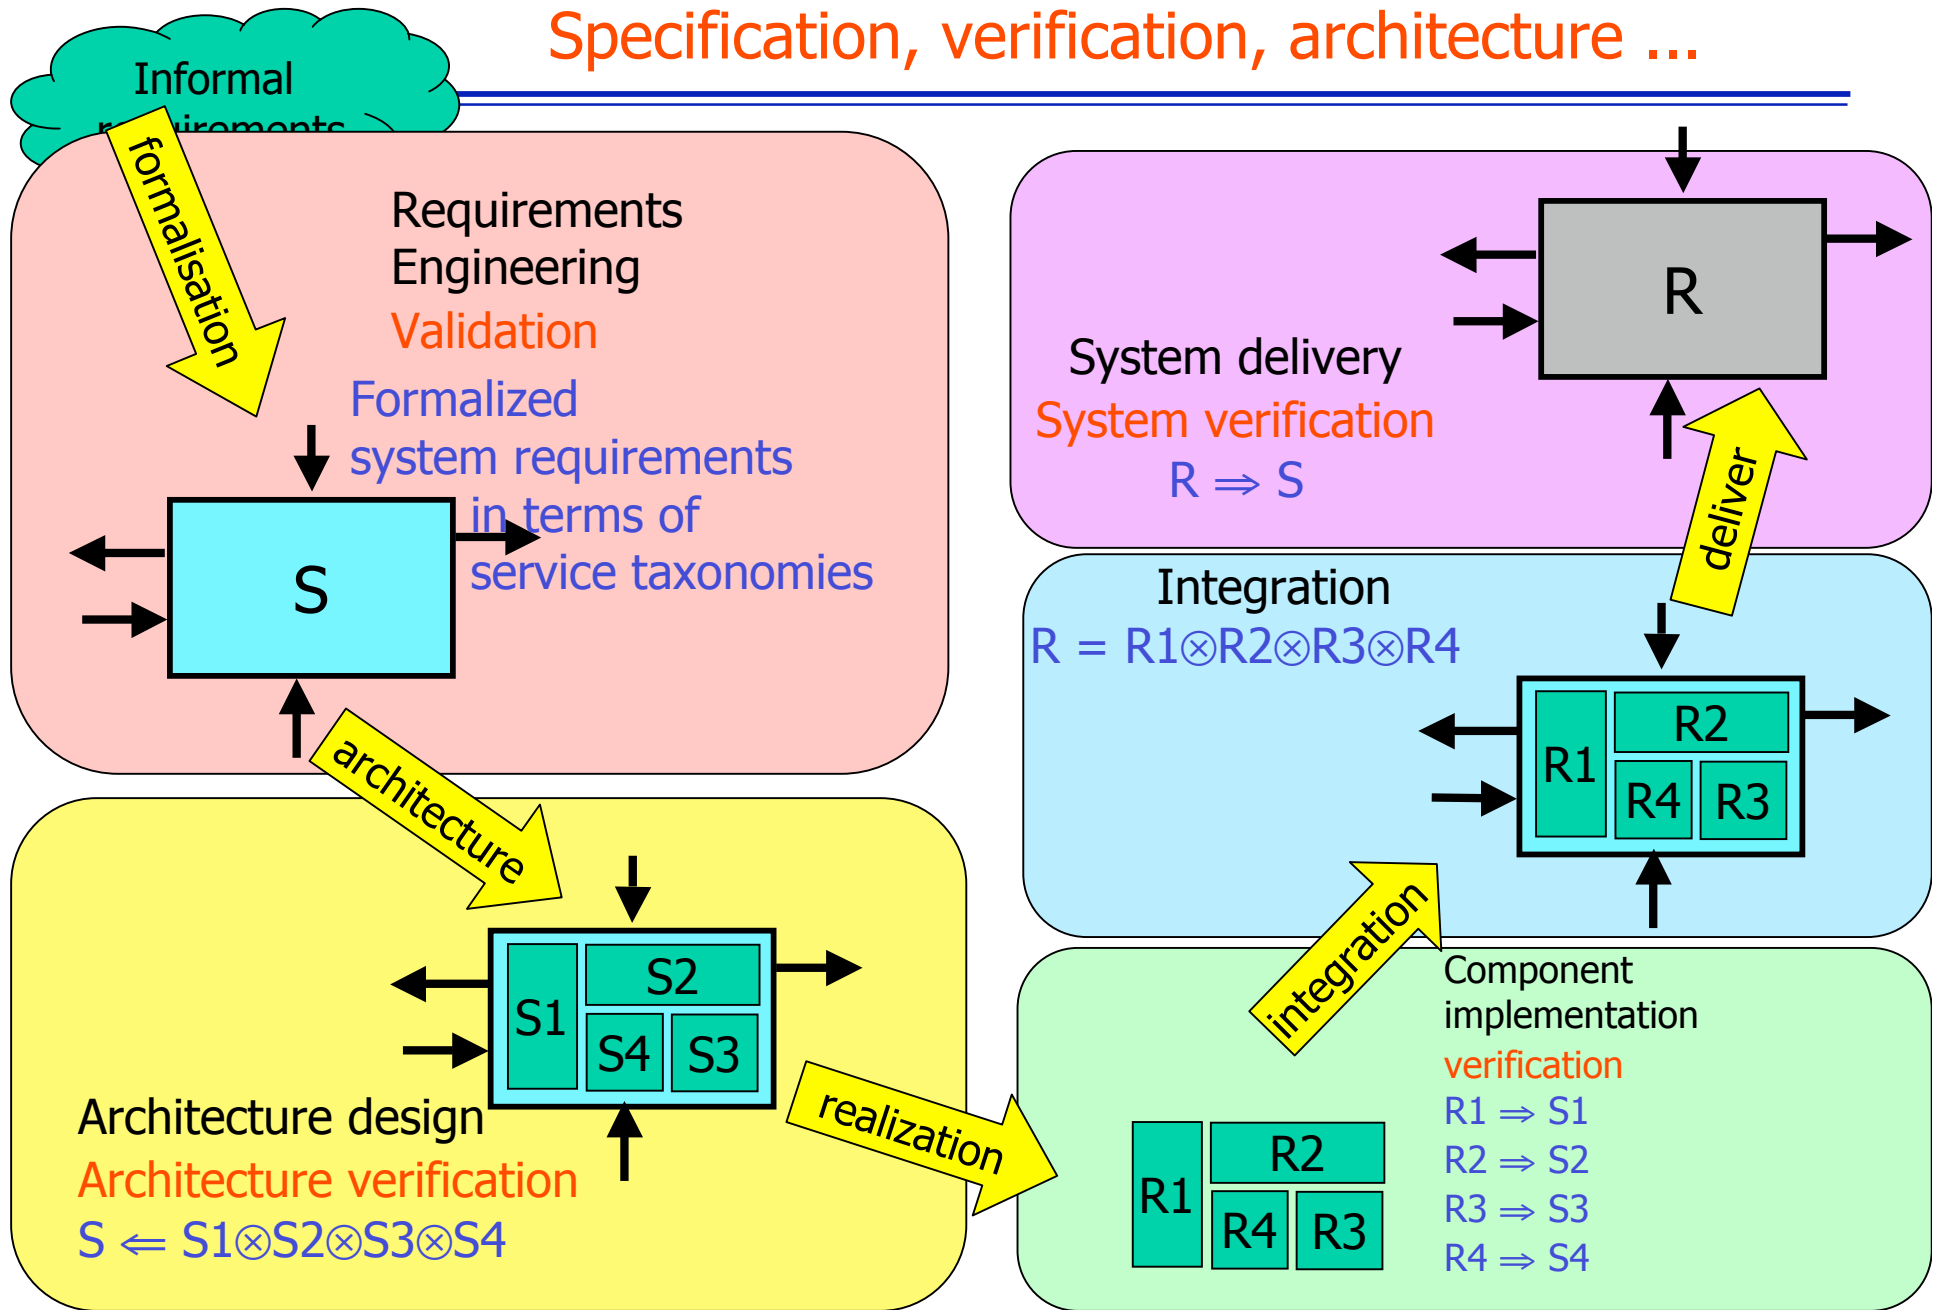 Specification, verification, architecture ...
Informal
requirements
formalisation
Requirements
Engineering
Validation
Formalized
system requirements
in terms of
service taxonomies
S
architecture
S1
S2
S4
S3
Architecture design
Architecture verification
S ⇐ S1⊗S2⊗S3⊗S4
realization
R1
R2
R4
R3
Component
implementation
verification
R1 ⇒ S1
R2 ⇒ S2
R3 ⇒ S3
R4 ⇒ S4
integration
Integration
R = R1⊗R2⊗R3⊗R4
R1
R2
R4
R3
deliver
System delivery
System verification
R ⇒ S
R